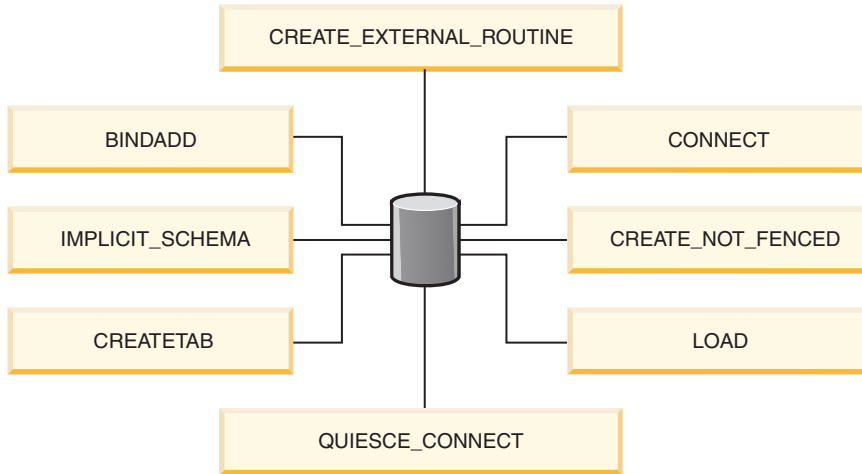 CREATE_EXTERNAL_ROUTINE
BINDADD
CONNECT
IMPLICIT_SCHEMA
CREATE_NOT_FENCED
CREATETAB
LOAD
QUIESCE_CONNECT